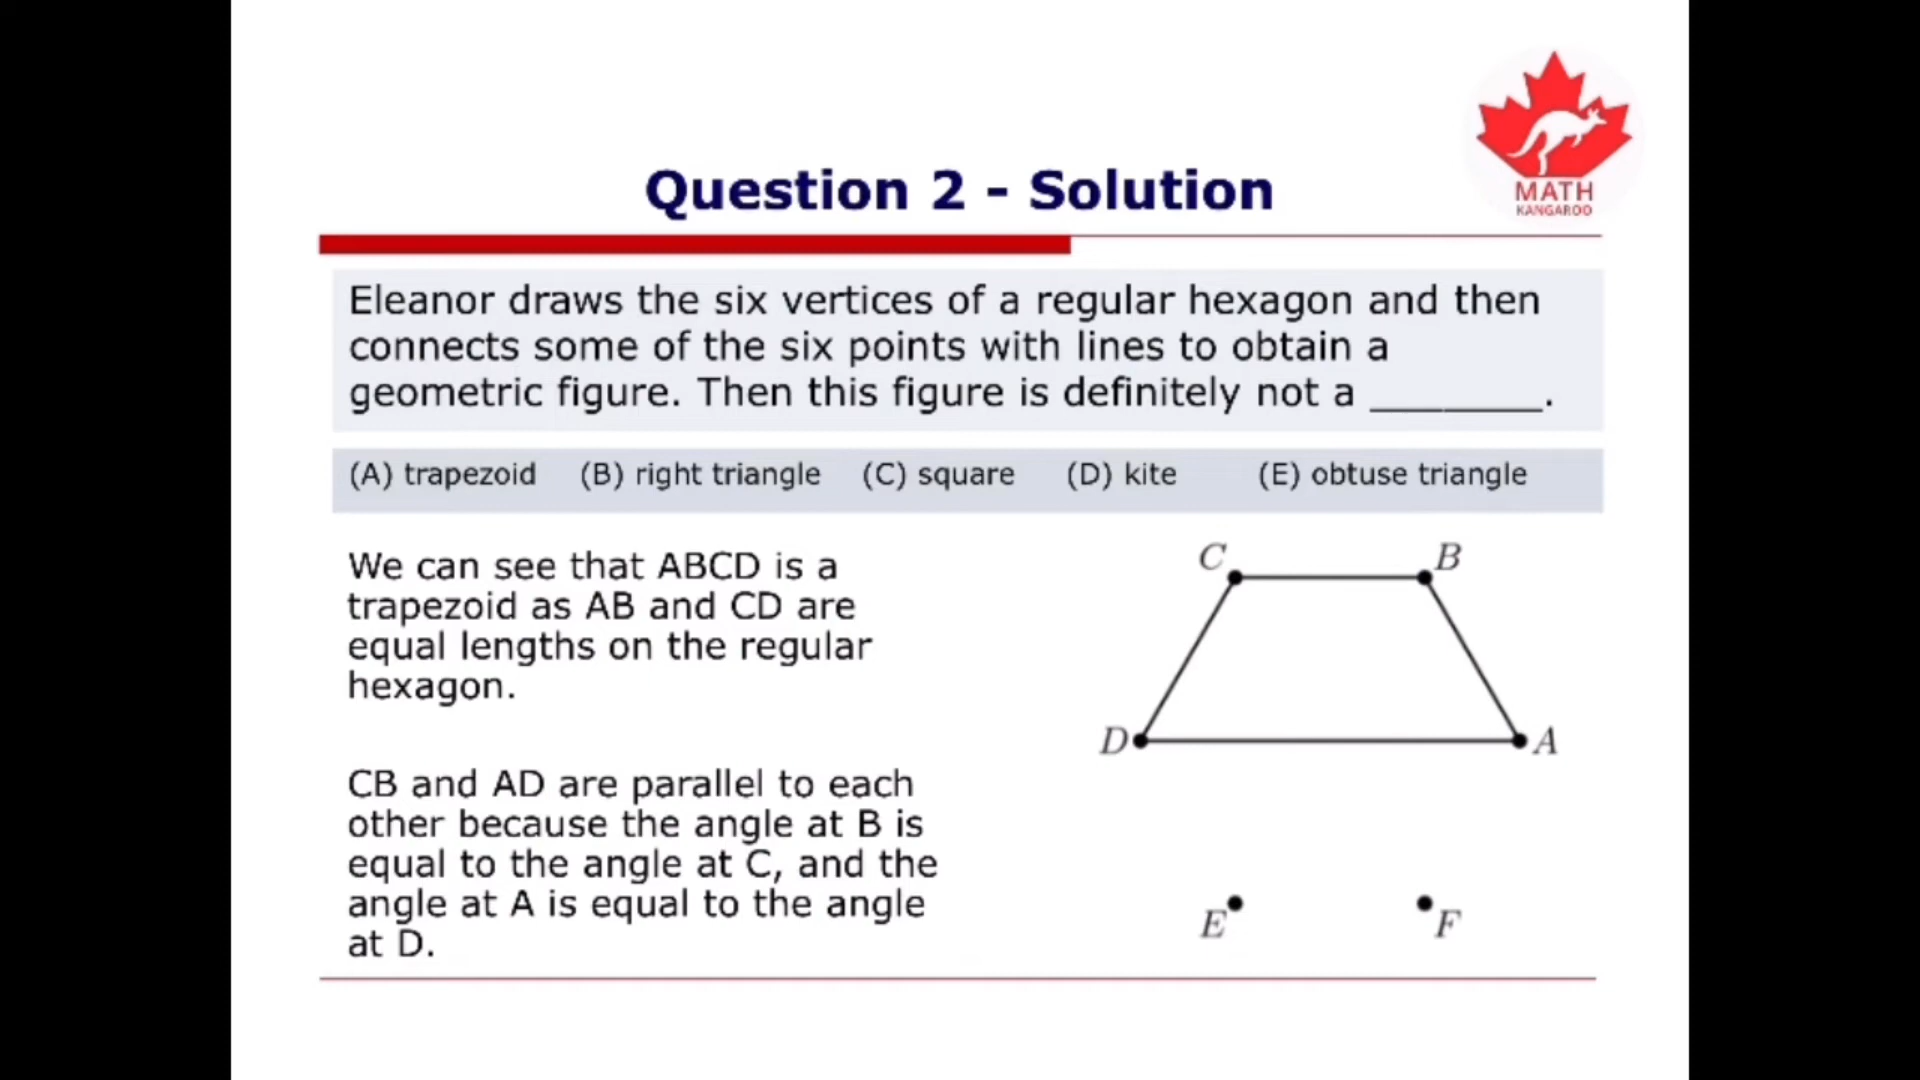 MATH
KANGAROO
Question 2 - Solution
Eleanor draws the six vertices of a regular hexagon and then
connects some of the six points with lines to obtain a
geometric figure. Then this figure is definitely not a ________.
(A) trapezoid (B) right triangle (C) square (D) kite (E) obtuse triangle
We can see that ABCD is a
trapezoid as AB and CD are
equal lengths on the regular
hexagon.
CB and AD are parallel to each
other because the angle at B is
equal to the angle at C, and the
angle at A is equal to the angle
at D.
C B
D A
E F